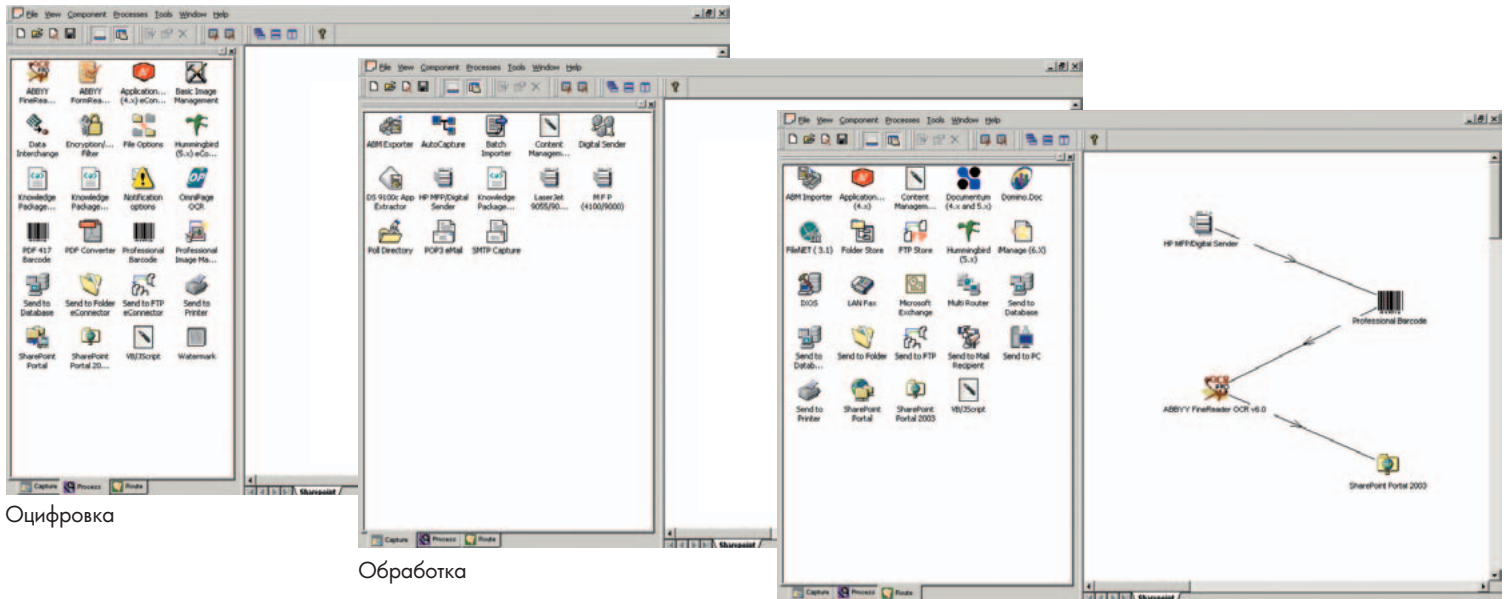 File View Component Processes Tools Window Help
ABBYY FineRea...
ABBYY FormRea...
Application... (4.x) eCon...
Basic Image Management
Data Interchange
Encryption/... Filter
File Options
Hummingbird (5.x) eCo...
Knowledge Package...
Knowledge Package...
Notification options
OmniPage OCR
PDF 417 Barcode
PDF Converter
Professional Barcode
Professional Image Ma...
Send to Database
Send to Folder eConnector
Send to FTP eConnector
Send to Printer
SharePoint Portal
SharePoint Portal 20...
VB/JScript
Watermark
Capture Process Route
Sharepoint
Оцифровка
File View Component Processes Tools Window Help
ABM Exporter
AutoCapture
Batch Importer
Content Managem...
Digital Sender
DS 9100c App Extractor
HP MFP/Digital Sender
Knowledge Package...
LaserJet 9055/90...
MFP (4100/9000)
Poll Directory
POP3 eMail
SMTP Capture
Capture Process Route
Sharepoint
Обработка
File View Component Processes Tools Window Help
ABM Importer
Application... (4.x)
Content Managem...
Documentum (4.x and 5.x)
Domino.Doc
FileNET ( 3.1)
Folder Store
FTP Store
Hummingbird (5.x)
iManage (6.X)
IXOS
LAN Fax
Microsoft Exchange
Multi Router
Send to Database
Send to Datab...
Send to Folder
Send to FTP
Send to Mail Recipient
Send to PC
Send to Printer
SharePoint Portal
SharePoint Portal 2003
VB/JScript
HP MFP/Digital Sender
Professional Barcode
ABBYY FineReader OCR v6.0
SharePoint Portal 2003
Capture Process Route
Sharepoint